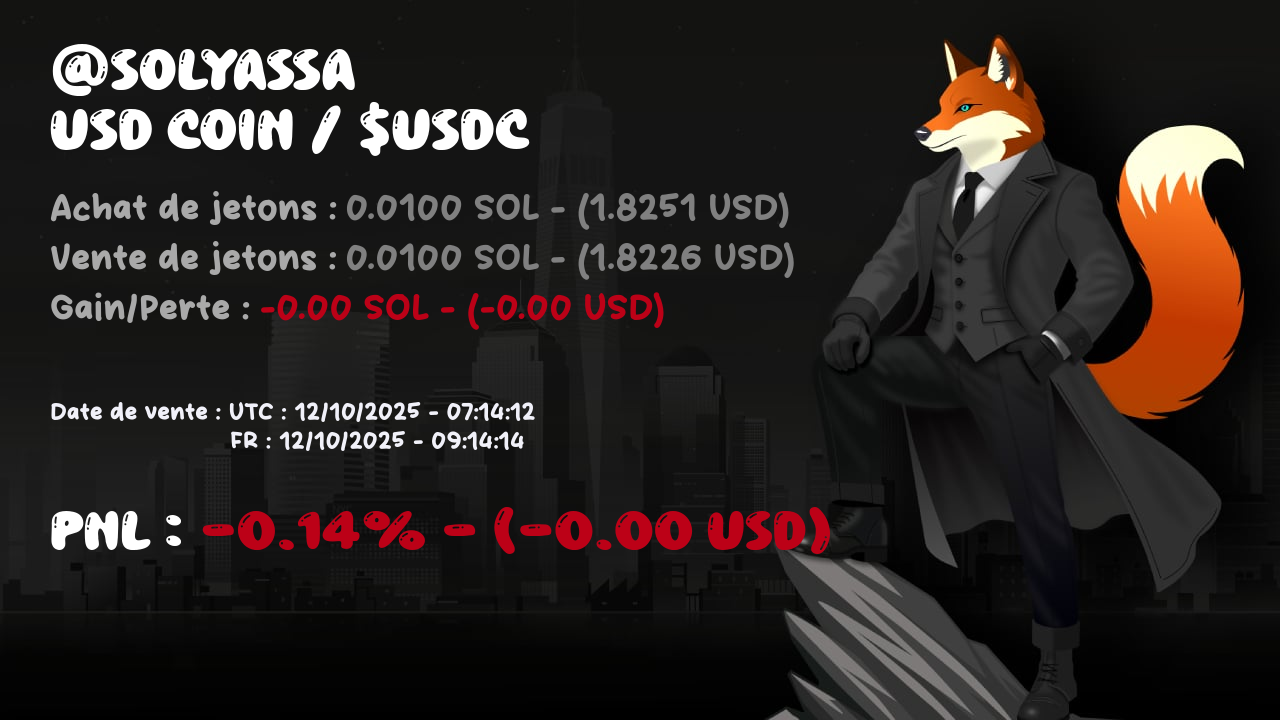 @SOLYASSA
USD COIN / $USDC
Achat de jetons : 0.0100 SOL - (1.8251 USD)
Vente de jetons : 0.0100 SOL - (1.8226 USD)
Gain/Perte : -0.00 SOL - (-0.00 USD)
Date de vente : UTC : 12/10/2025 - 07:14:12
FR : 12/10/2025 - 09:14:14
PNL : -0.14% - (-0.00 USD)